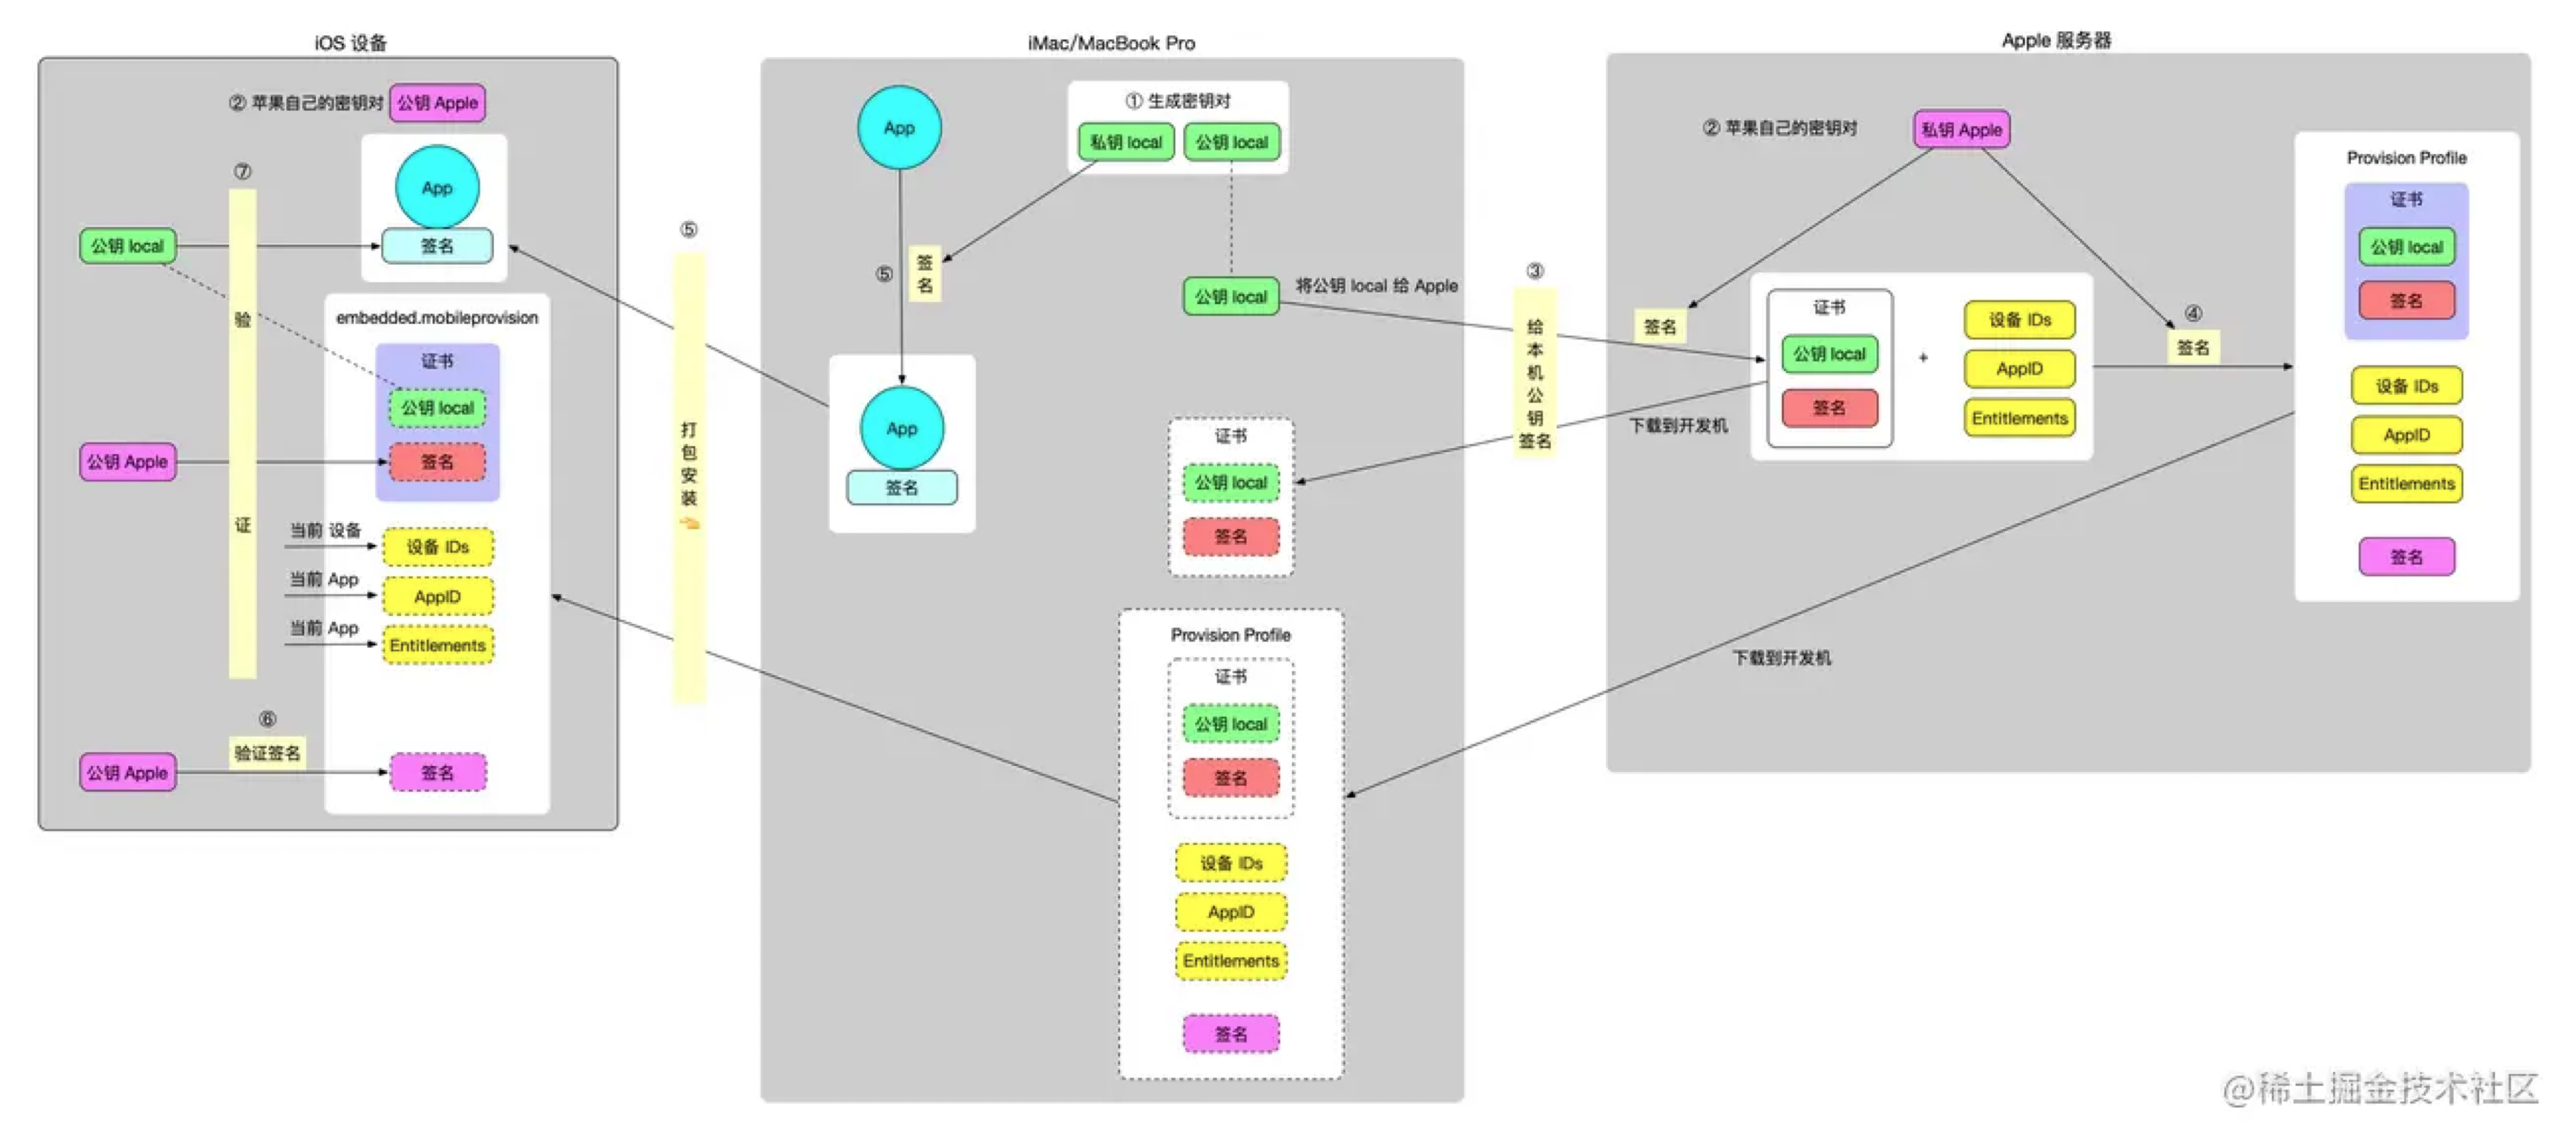 iOS 设备
② 苹果自己的密钥对
公钥 Apple
⑦
App
公钥 local
签名
验
证
embedded.mobileprovision
证书
公钥 local
公钥 Apple
签名
当前 设备
设备 IDs
当前 App
AppID
当前 App
Entitlements
⑥
验证签名
公钥 Apple
签名
⑤
打
包
安
装
iMac/MacBook Pro
App
① 生成密钥对
私钥 local
公钥 local
⑤
签
名
公钥 local
将公钥 local 给 Apple
App
签名
证书
公钥 local
签名
Provision Profile
证书
公钥 local
签名
设备 IDs
AppID
Entitlements
签名
③
给
本
机
公
钥
签名
Apple 服务器
② 苹果自己的密钥对
私钥 Apple
签名
证书
公钥 local
签名
+
设备 IDs
AppID
Entitlements
④
签名
下载到开发机
Provision Profile
证书
公钥 local
签名
设备 IDs
AppID
Entitlements
签名
下载到开发机
@稀土掘金技术社区